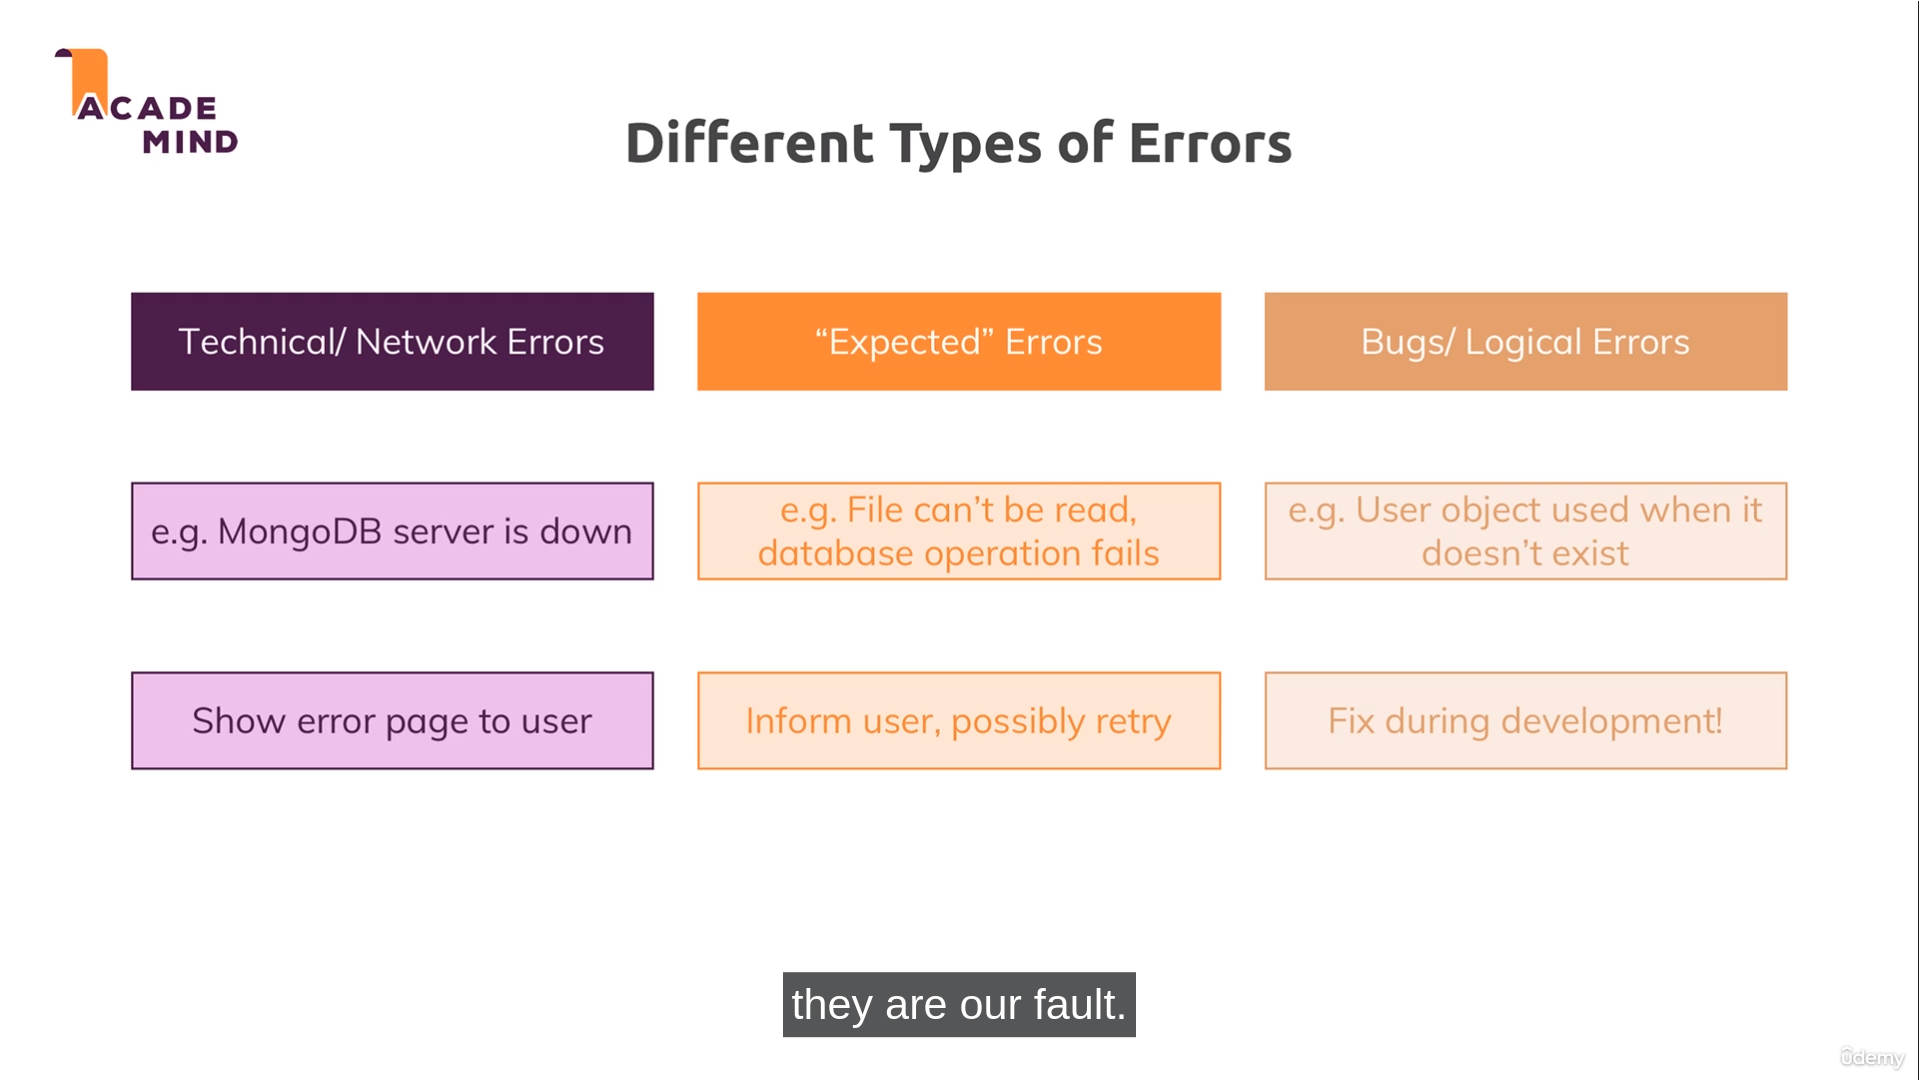 ACADE
MIND
Different Types of Errors
Technical/ Network Errors
“Expected” Errors
Bugs/ Logical Errors
e.g. MongoDB server is down
e.g. File can’t be read,
database operation fails
e.g. User object used when it
doesn’t exist
Show error page to user
Inform user, possibly retry
Fix during development!
they are our fault.
ûdemy